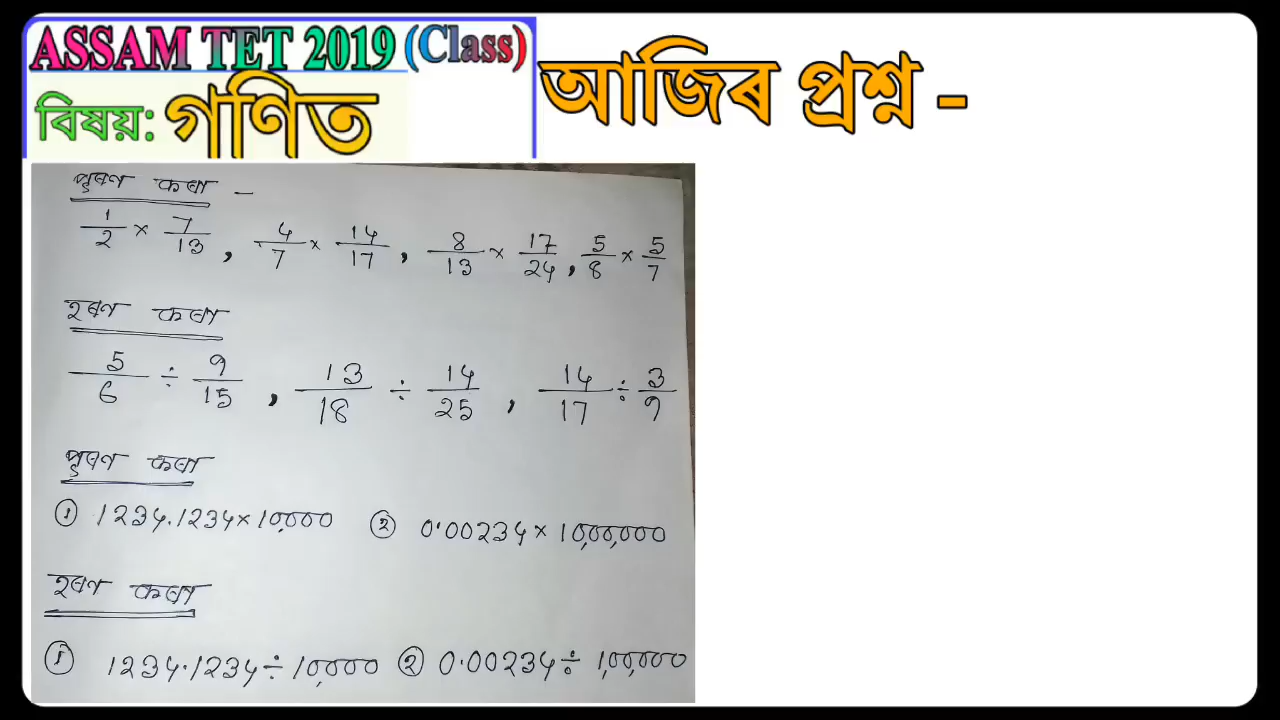 ASSAM TET 2019 (Class)
বিষয়: গণিত
আজিৰ প্ৰশ্ন -
পূৰণ কৰা -
1/2 × 7/13, 4/7 × 14/17, 8/13 × 17/24, 5/8 × 5/7
হৰণ কৰা
5/6 ÷ 9/15, 13/18 ÷ 14/25, 14/17 ÷ 3/9
পূৰণ কৰা
① 1234.1234 × 10,000 ② 0.00234 × 10,00,000
হৰণ কৰা
① 1234.1234 ÷ 10,000 ② 0.00234 ÷ 1,00,000